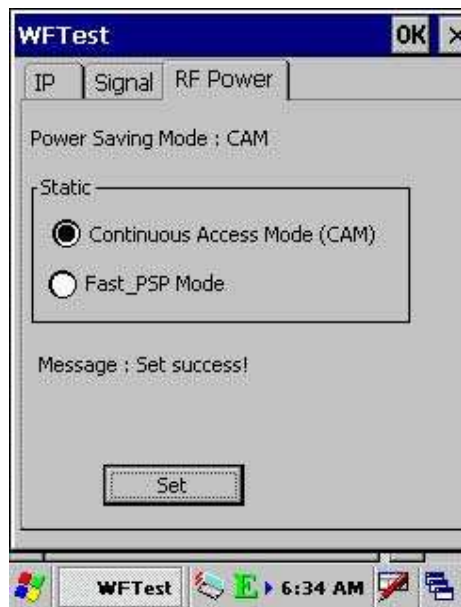 WFTest OK ×
IP Signal RF Power
Power Saving Mode : CAM
Static
Continuous Access Mode (CAM)
Fast_PSP Mode
Message : Set success!
Set
WFTest E 6:34 AM